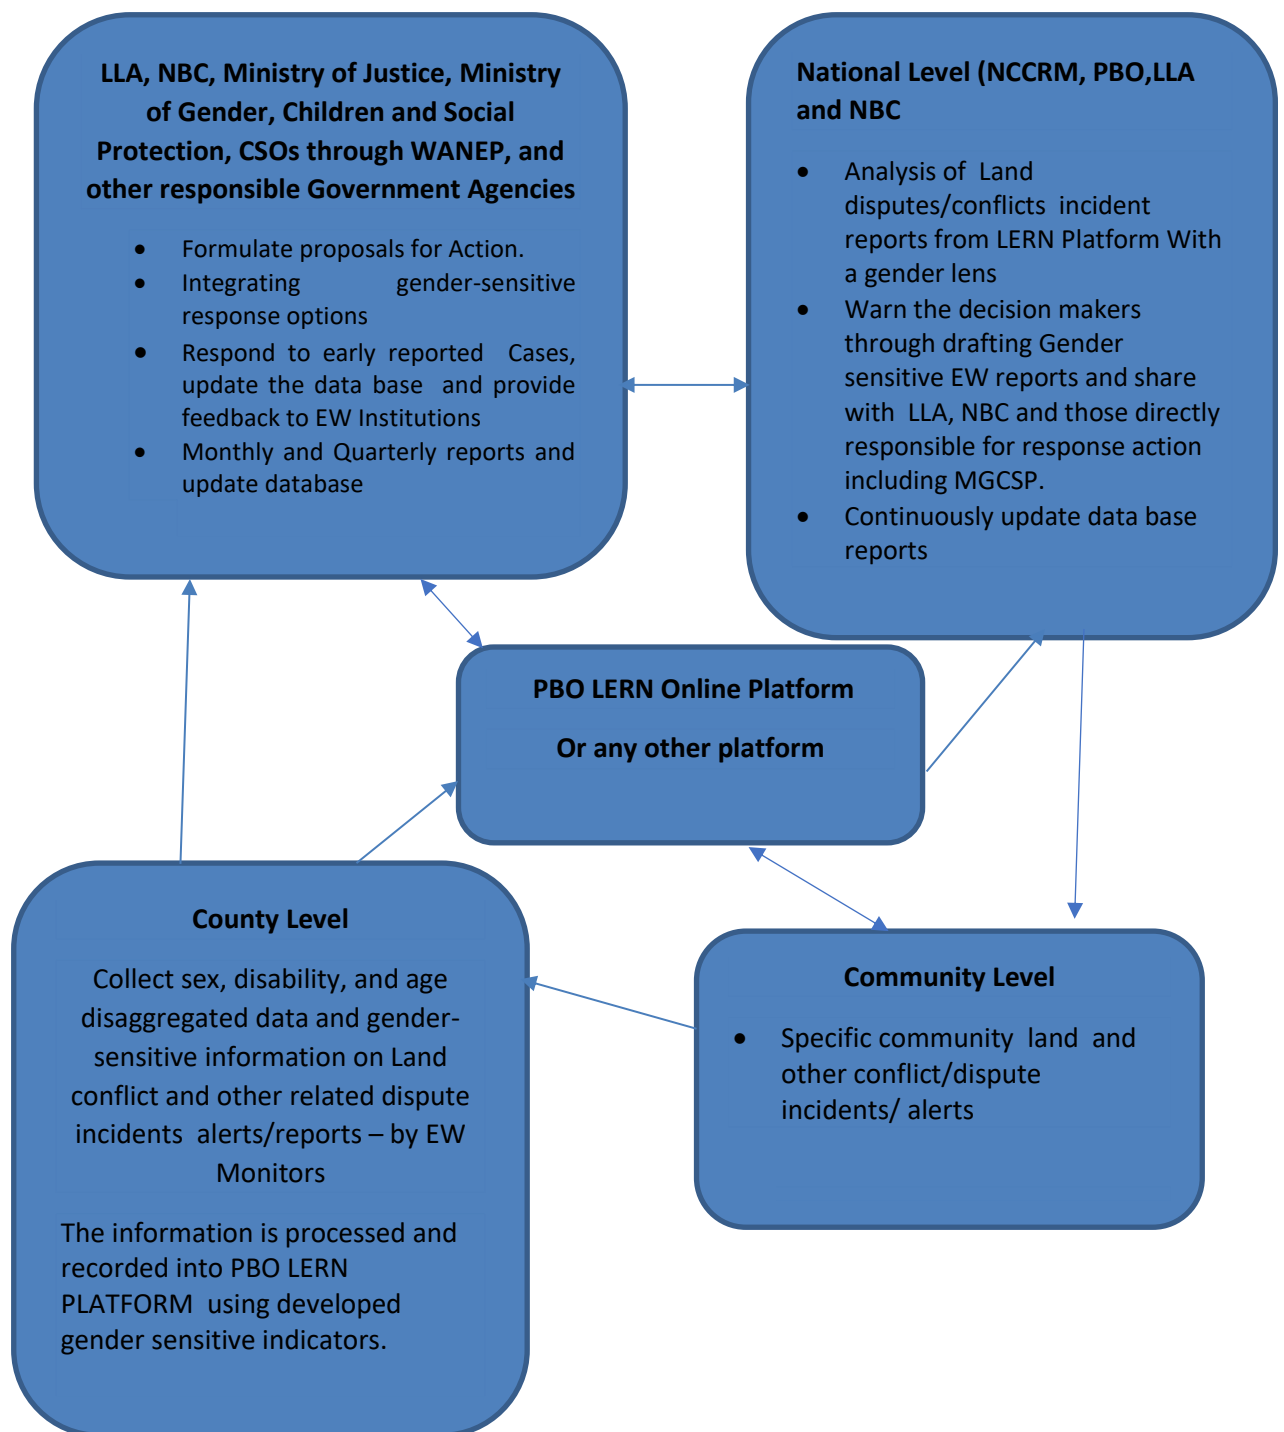 LLA, NBC, Ministry of Justice, Ministry
of Gender, Children and Social
Protection, CSOs through WANEP, and
other responsible Government Agencies
• Formulate proposals for Action.
• Integrating gender-sensitive
response options
• Respond to early reported Cases,
update the data base and provide
feedback to EW Institutions
• Monthly and Quarterly reports and
update database
National Level (NCCRM, PBO,LLA
and NBC
• Analysis of Land
disputes/conflicts incident
reports from LERN Platform With
a gender lens
• Warn the decision makers
through drafting Gender
sensitive EW reports and share
with LLA, NBC and those directly
responsible for response action
including MGCSP.
• Continuously update data base
reports
PBO LERN Online Platform
Or any other platform
County Level
Collect sex, disability, and age
disaggregated data and gender-
sensitive information on Land
conflict and other related dispute
incidents alerts/reports – by EW
Monitors
The information is processed and
recorded into PBO LERN
PLATFORM using developed
gender sensitive indicators.
Community Level
• Specific community land and
other conflict/dispute
incidents/ alerts